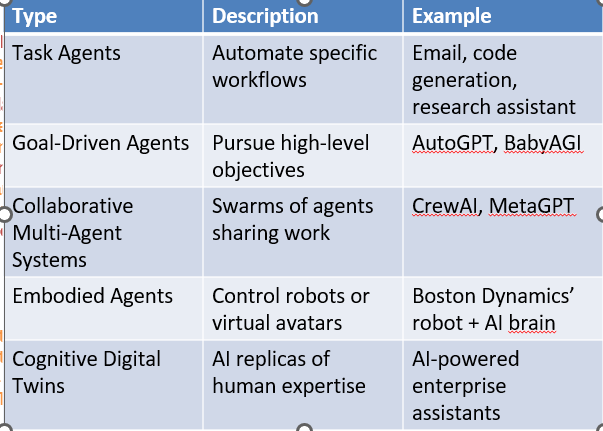 Type Description Example
Task Agents
Automate specific
workflows
Email, code
generation,
research assistant
Goal-Driven Agents
Pursue high-level
objectives
AutoGPT, BabyAGI
Collaborative
Multi-Agent
Systems
Swarms of agents
sharing work
CrewAI, MetaGPT
Embodied Agents
Control robots or
virtual avatars
Boston Dynamics’
robot + AI brain
Cognitive Digital
Twins
AI replicas of
human expertise
AI-powered
enterprise
assistants